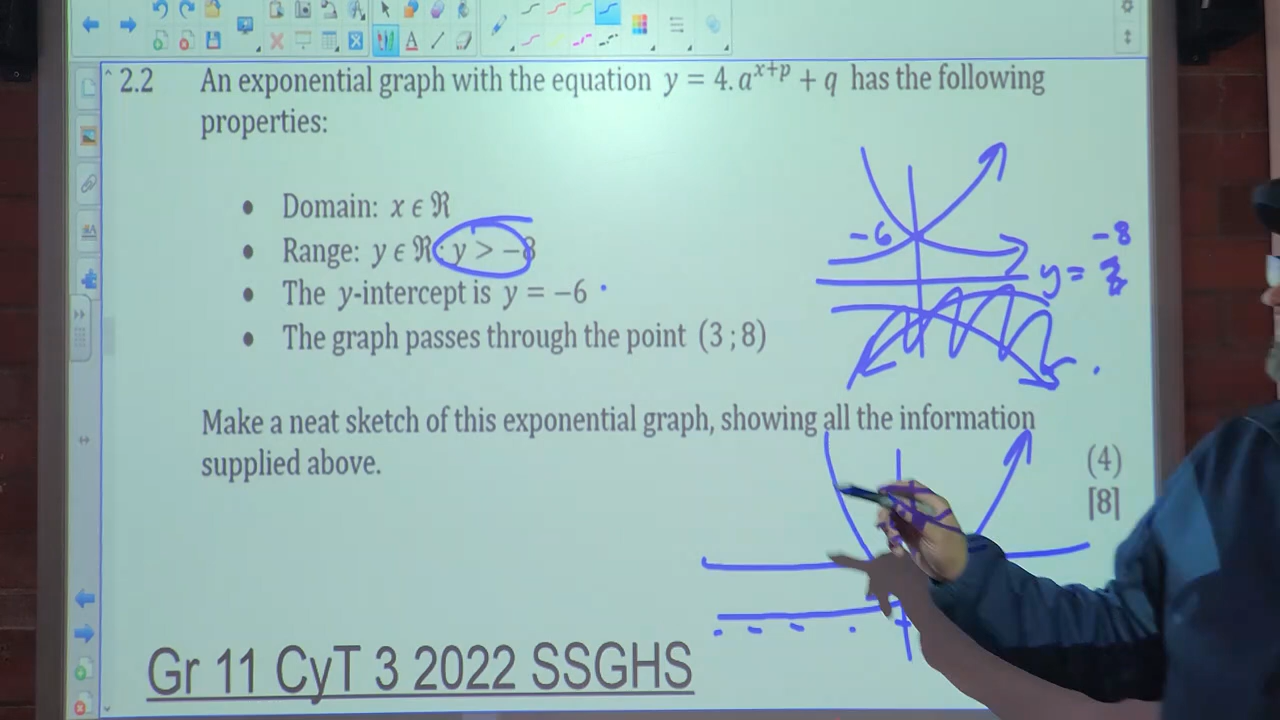 2.2 An exponential graph with the equation y = 4. a^{x+p} + q has the following
properties:
• Domain: x ϵ ℜ
• Range: y ϵ ℜ : y > −8
• The y-intercept is y = −6
• The graph passes through the point (3 ; 8)
-6
-8
y =
Make a neat sketch of this exponential graph, showing all the information
supplied above.
(4)
[8]
Gr 11 CyT 3 2022 SSGHS